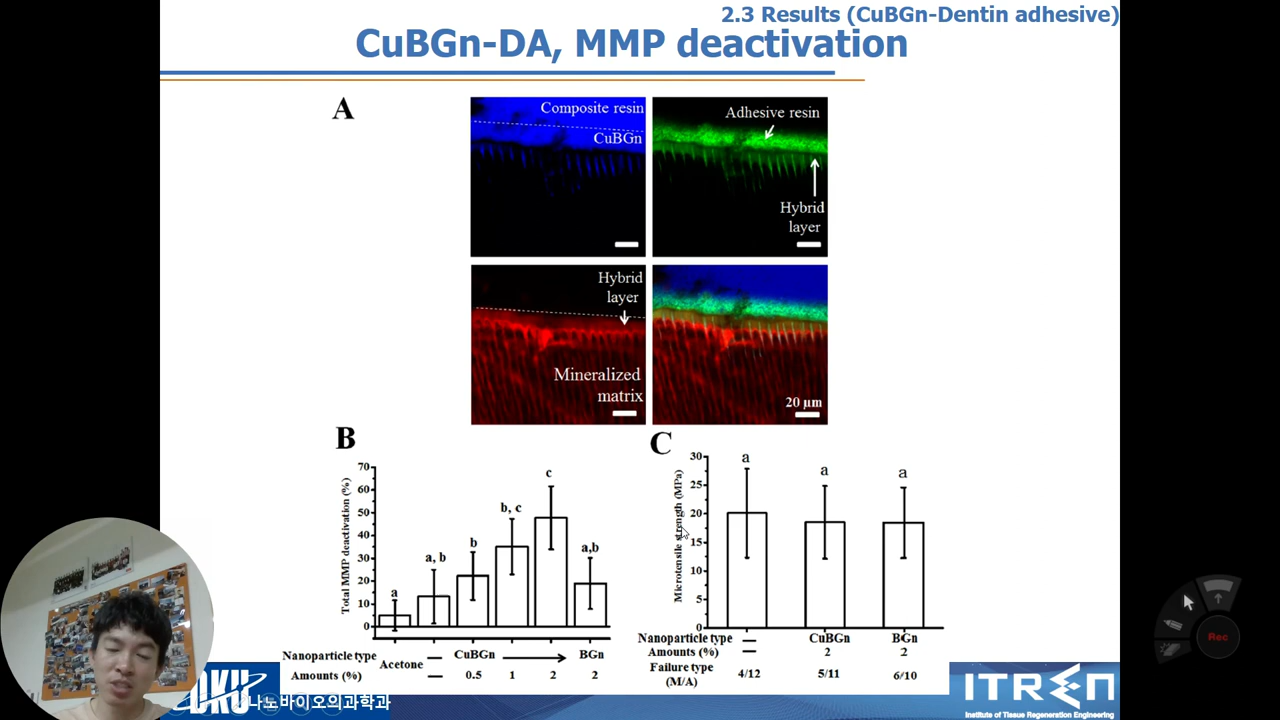 2.3 Results (CuBGn-Dentin adhesive)
CuBGn-DA, MMP deactivation
A
Composite resin
CuBGn
Adhesive resin
Hybrid
layer
Hybrid
layer
Mineralized
matrix
20 µm
B
Total MMP deactivation (%)
70
60
50
40
30
20
10
0
a
a, b
b
b, c
c
a,b
Nanoparticle type
Acetone
—
CuBGn
BGn
Amounts (%)
—
0.5
1
2
2
C
Microtensile strength (MPa)
30
25
20
15
10
5
0
a
a
a
Nanoparticle type — CuBGn BGn
Amounts (%) — 2 2
Failure type
(M/A)
4/12 5/11 6/10
Rec
DKU
나노바이오의과학과
ITREN
Institute of Tissue Regeneration Engineering